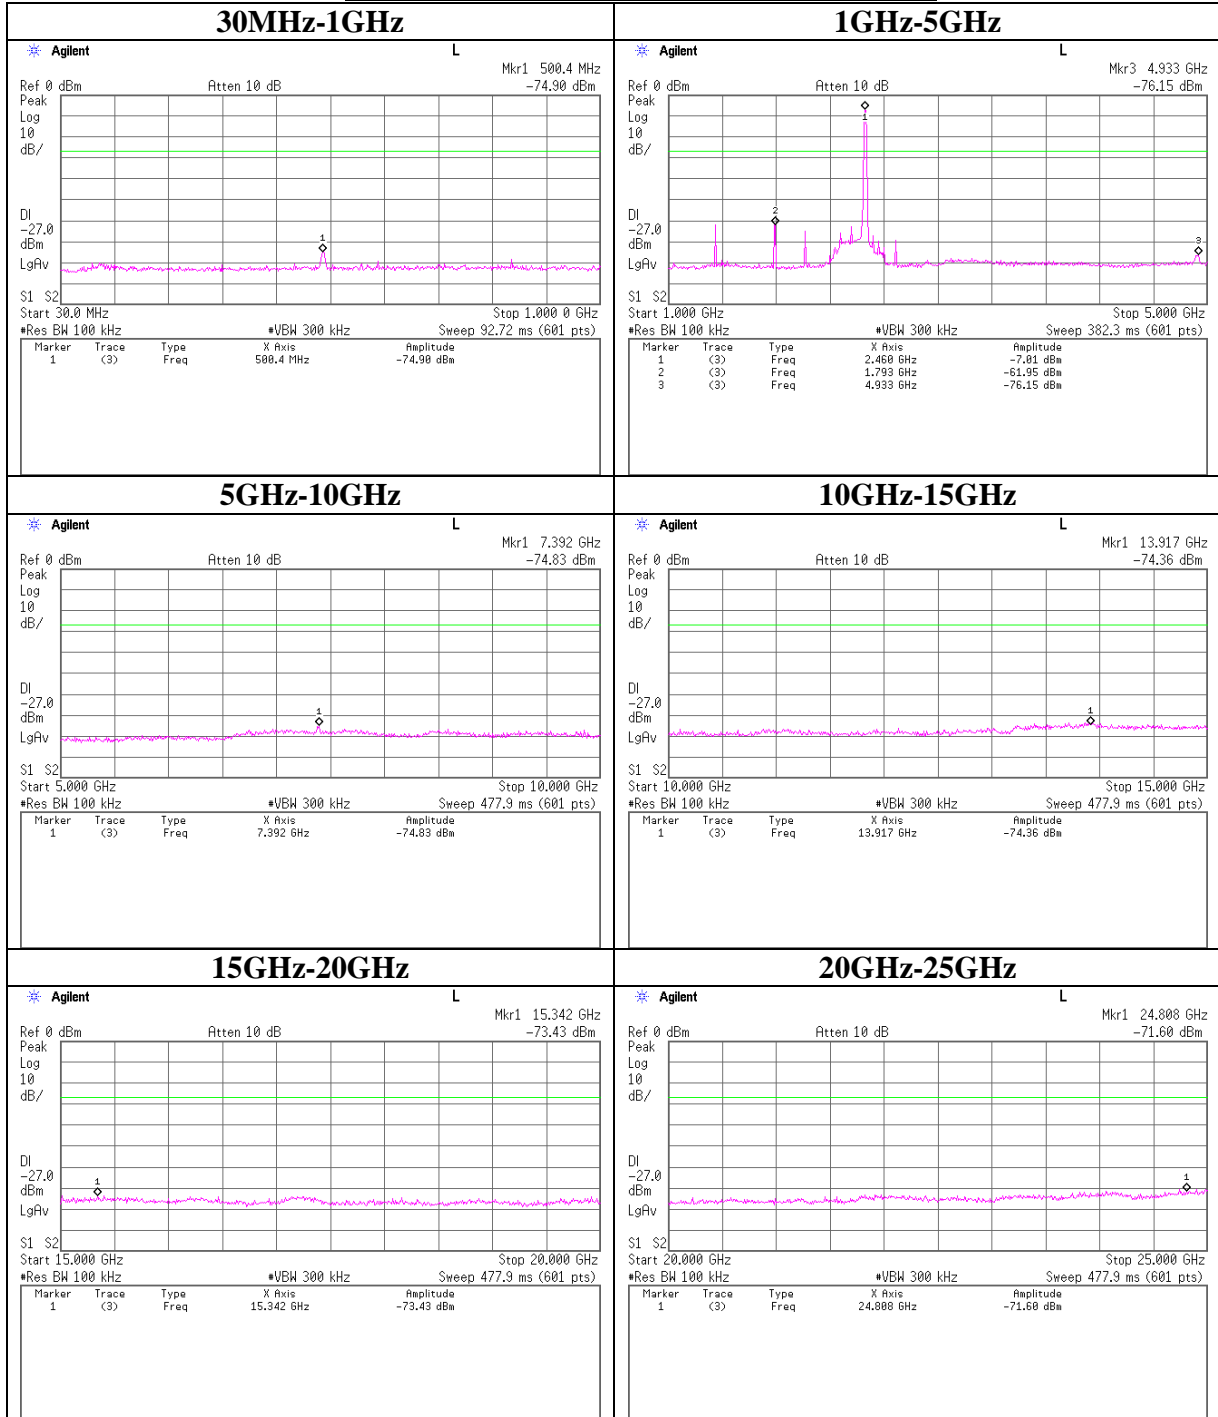 30MHz-1GHz
Agilent
L
Mkr1 500.4 MHz
Ref 0 dBm
Atten 10 dB
-74.90 dBm
Peak
Log
10
dB/
1
DI
-27.0
dBm
LgAv
S1 S2
Start 30.0 MHz
Stop 1.000 0 GHz
#Res BW 100 kHz
#VBW 300 kHz
Sweep 92.72 ms (601 pts)
Marker Trace Type X Axis Amplitude
1 (3) Freq 500.4 MHz -74.90 dBm
1GHz-5GHz
Agilent
L
Mkr3 4.933 GHz
Ref 0 dBm
Atten 10 dB
-76.15 dBm
Peak
Log
10
dB/
1
2
3
DI
-27.0
dBm
LgAv
S1 S2
Start 1.000 GHz
Stop 5.000 GHz
#Res BW 100 kHz
#VBW 300 kHz
Sweep 382.3 ms (601 pts)
Marker Trace Type X Axis Amplitude
1 (3) Freq 2.460 GHz -7.01 dBm
2 (3) Freq 1.793 GHz -61.95 dBm
3 (3) Freq 4.933 GHz -76.15 dBm
5GHz-10GHz
Agilent
L
Mkr1 7.392 GHz
Ref 0 dBm
Atten 10 dB
-74.83 dBm
Peak
Log
10
dB/
1
DI
-27.0
dBm
LgAv
S1 S2
Start 5.000 GHz
Stop 10.000 GHz
#Res BW 100 kHz
#VBW 300 kHz
Sweep 477.9 ms (601 pts)
Marker Trace Type X Axis Amplitude
1 (3) Freq 7.392 GHz -74.83 dBm
10GHz-15GHz
Agilent
L
Mkr1 13.917 GHz
Ref 0 dBm
Atten 10 dB
-74.36 dBm
Peak
Log
10
dB/
1
DI
-27.0
dBm
LgAv
S1 S2
Start 10.000 GHz
Stop 15.000 GHz
#Res BW 100 kHz
#VBW 300 kHz
Sweep 477.9 ms (601 pts)
Marker Trace Type X Axis Amplitude
1 (3) Freq 13.917 GHz -74.36 dBm
15GHz-20GHz
Agilent
L
Mkr1 15.342 GHz
Ref 0 dBm
Atten 10 dB
-73.43 dBm
Peak
Log
10
dB/
1
DI
-27.0
dBm
LgAv
S1 S2
Start 15.000 GHz
Stop 20.000 GHz
#Res BW 100 kHz
#VBW 300 kHz
Sweep 477.9 ms (601 pts)
Marker Trace Type X Axis Amplitude
1 (3) Freq 15.342 GHz -73.43 dBm
20GHz-25GHz
Agilent
L
Mkr1 24.808 GHz
Ref 0 dBm
Atten 10 dB
-71.60 dBm
Peak
Log
10
dB/
1
DI
-27.0
dBm
LgAv
S1 S2
Start 20.000 GHz
Stop 25.000 GHz
#Res BW 100 kHz
#VBW 300 kHz
Sweep 477.9 ms (601 pts)
Marker Trace Type X Axis Amplitude
1 (3) Freq 24.808 GHz -71.60 dBm